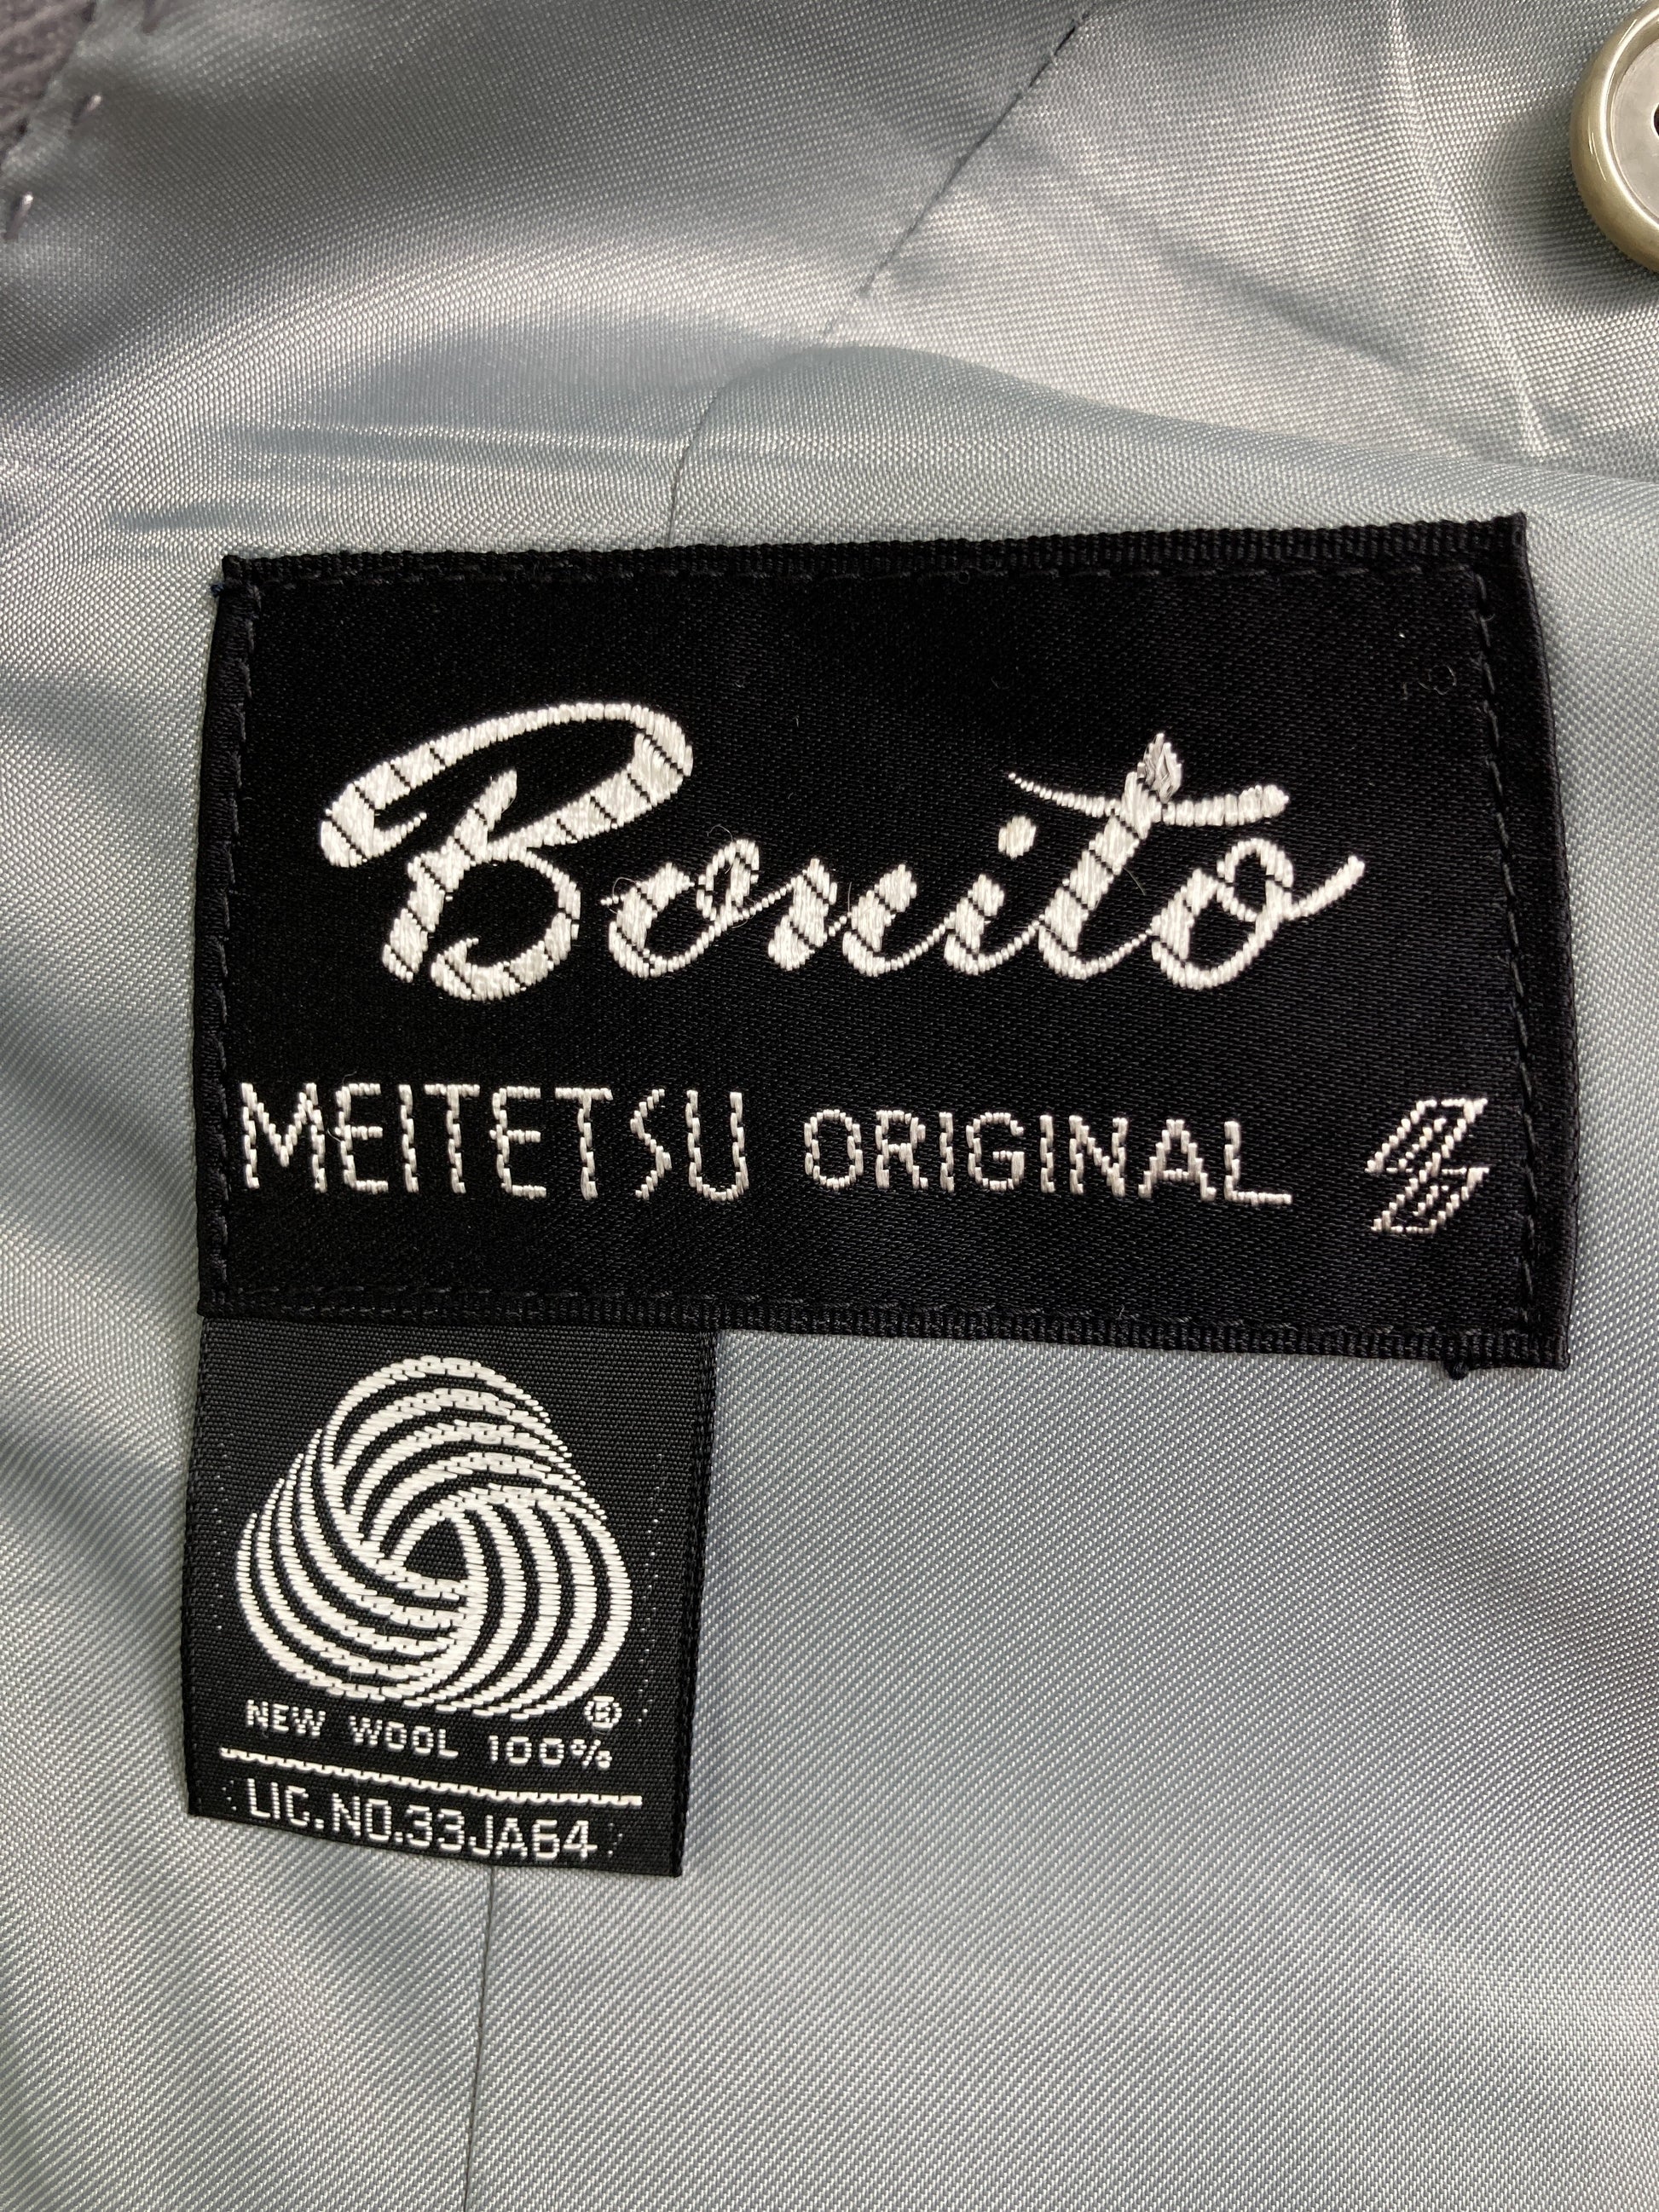 Bonito
MEITETSU ORIGINAL
®
NEW WOOL 100%
LIC.NO.33JA64